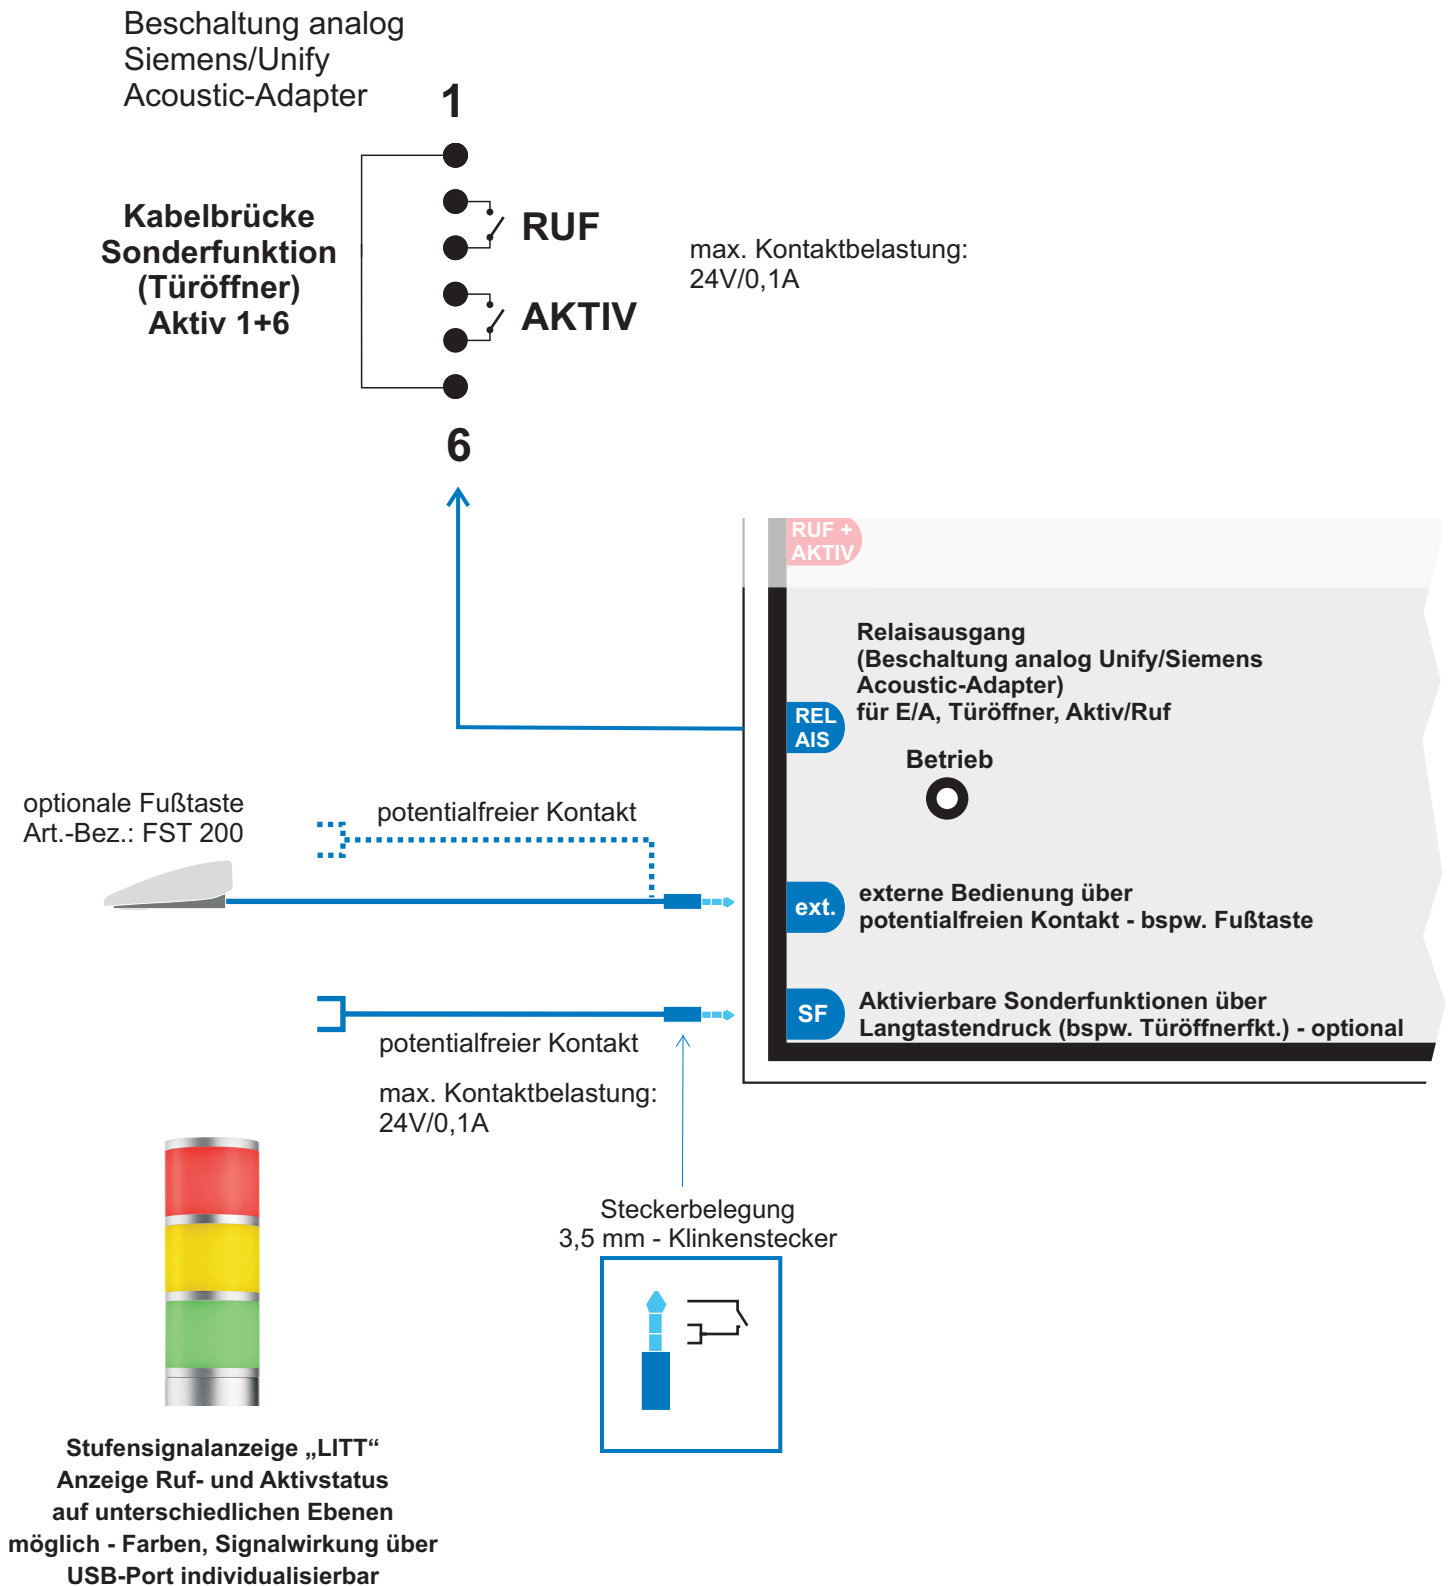 Beschaltung analog
Siemens/Unify
Acoustic-Adapter
1
Kabelbrücke
Sonderfunktion
(Türöffner)
Aktiv 1+6
RUF
AKTIV
max. Kontaktbelastung:
24V/0,1A
6
RUF +
AKTIV
Relaisausgang
(Beschaltung analog Unify/Siemens
Acoustic-Adapter)
für E/A, Türöffner, Aktiv/Ruf
REL
AIS
Betrieb
optionale Fußtaste
Art.-Bez.: FST 200
potentialfreier Kontakt
ext.
externe Bedienung über
potentialfreien Kontakt - bspw. Fußtaste
SF
Aktivierbare Sonderfunktionen über
Langtastendruck (bspw. Türöffnerfkt.) - optional
potentialfreier Kontakt
max. Kontaktbelastung:
24V/0,1A
Steckerbelegung
3,5 mm - Klinkenstecker
Stufensignalanzeige „LITT“
Anzeige Ruf- und Aktivstatus
auf unterschiedlichen Ebenen
möglich - Farben, Signalwirkung über
USB-Port individualisierbar